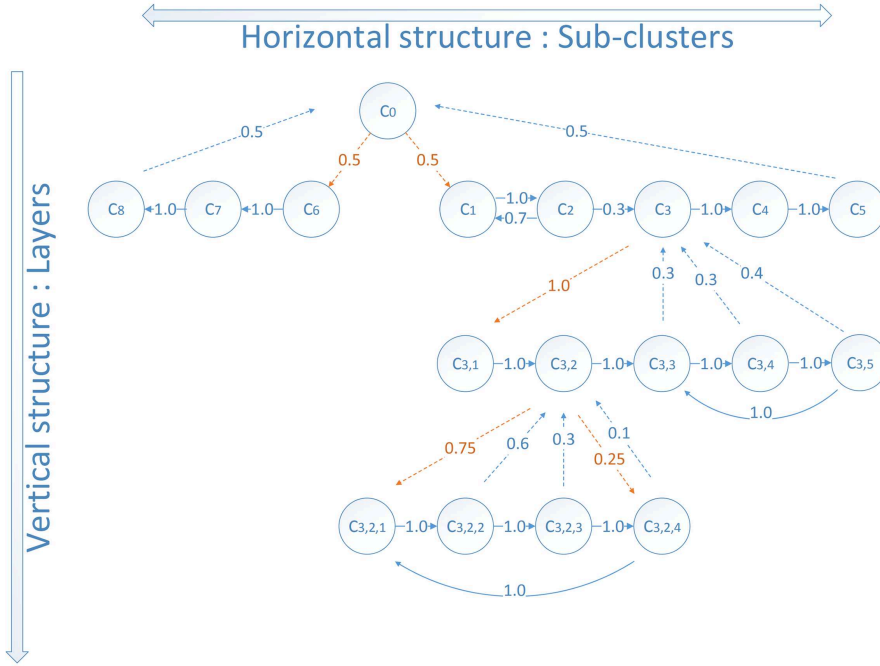 Horizontal structure : Sub-clusters
Vertical structure : Layers
C0
0.5
0.5
0.5
0.5
C8
1.0
C7
1.0
C6
C1
1.0
0.7
C2
0.3
C3
1.0
C4
1.0
C5
1.0
0.3
0.3
0.4
C3,1
1.0
C3,2
1.0
C3,3
1.0
C3,4
1.0
C3,5
1.0
0.75
0.6
0.3
0.25
0.1
C3,2,1
1.0
C3,2,2
1.0
C3,2,3
1.0
C3,2,4
1.0